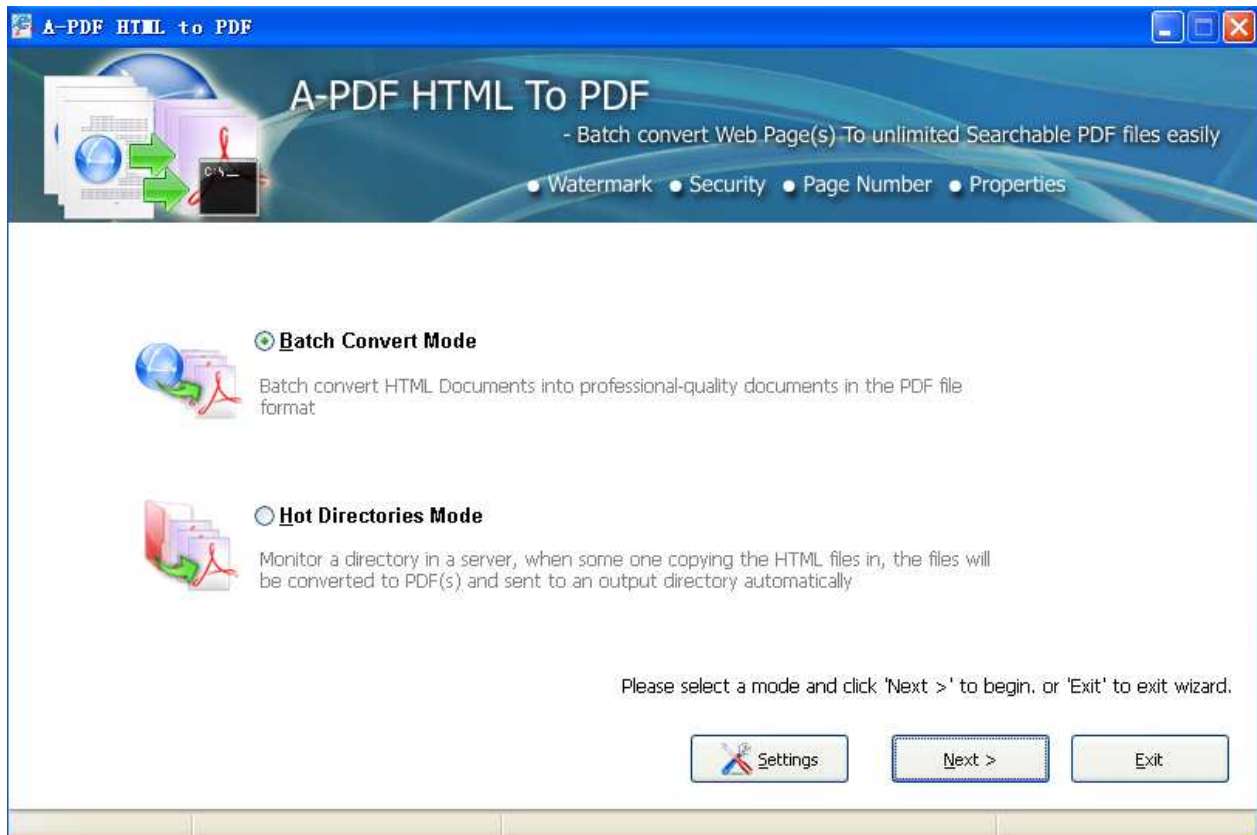 A-PDF HTML to PDF
A-PDF HTML To PDF
- Batch convert Web Page(s) To unlimited Searchable PDF files easily
● Watermark ● Security ● Page Number ● Properties
C:\_
Batch Convert Mode
Batch convert HTML Documents into professional-quality documents in the PDF file
format
Hot Directories Mode
Monitor a directory in a server, when some one copying the HTML files in, the files will
be converted to PDF(s) and sent to an output directory automatically
Please select a mode and click 'Next >' to begin. or 'Exit' to exit wizard.
Settings
Next >
Exit